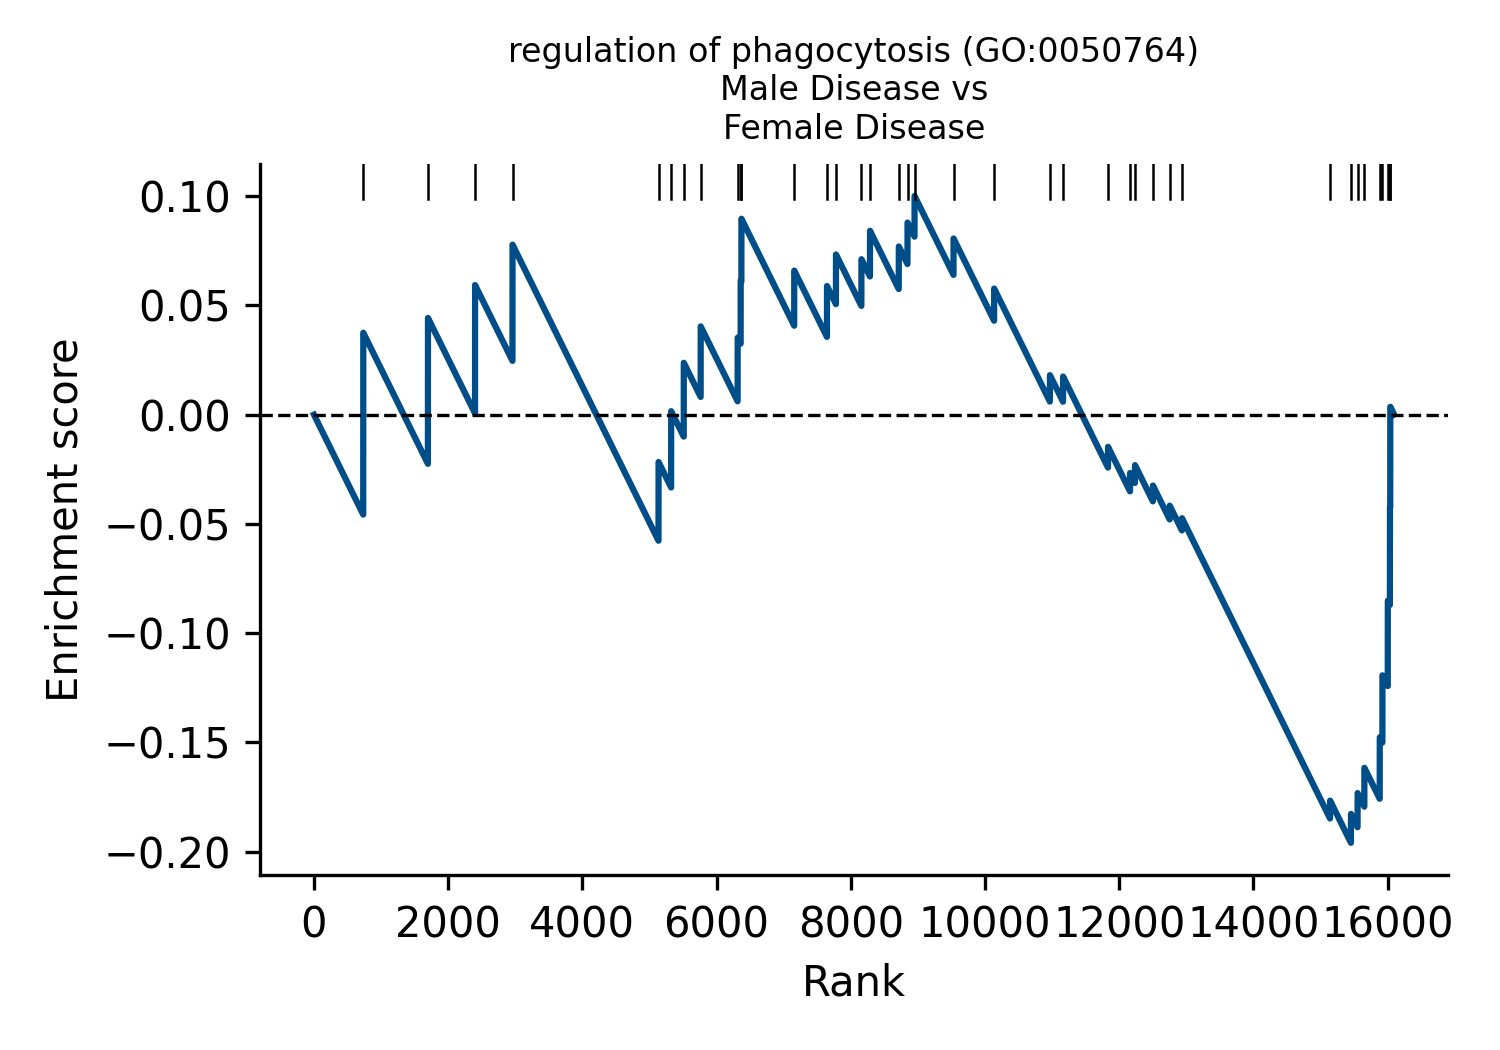 regulation of phagocytosis (GO:0050764)
Male Disease vs
Female Disease
0.10
0.05
0.00
−0.05
−0.10
−0.15
−0.20
Enrichment score
0 2000 4000 6000 8000 10000 12000 14000 16000
Rank